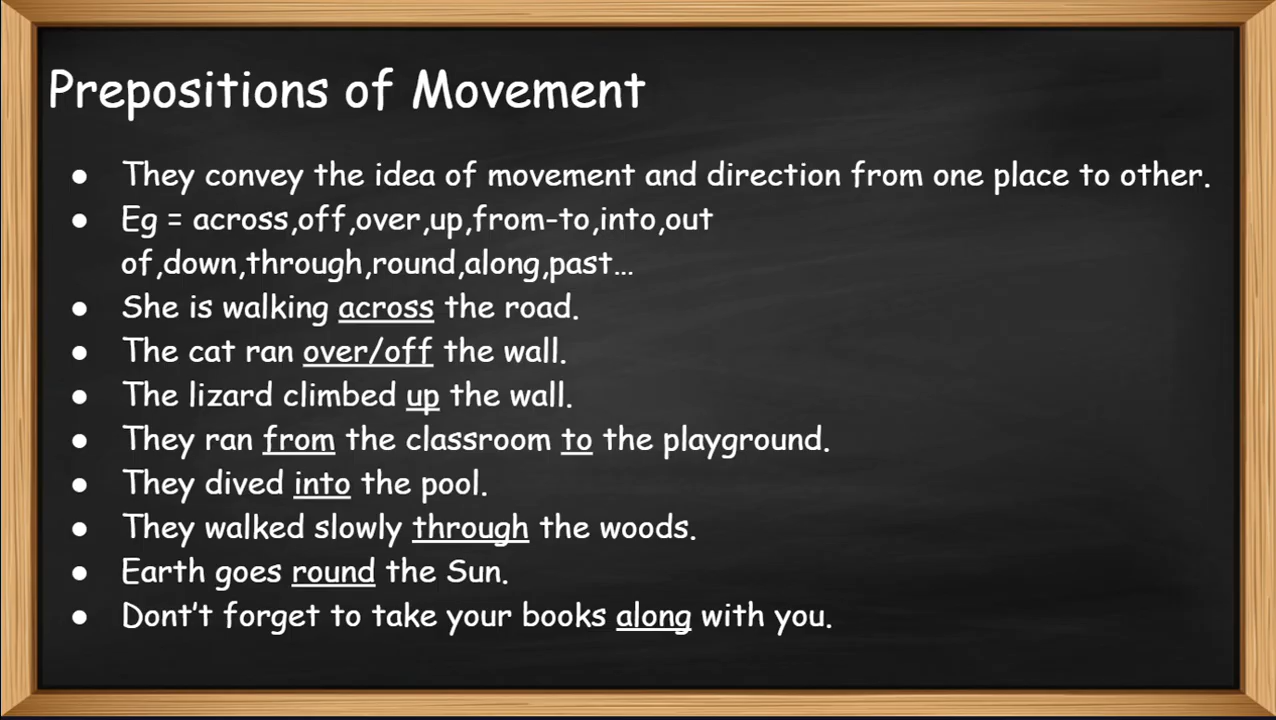 Prepositions of Movement
● They convey the idea of movement and direction from one place to other.
● Eg = across,off,over,up,from-to,into,out
of,down,through,round,along,past...
● She is walking across the road.
● The cat ran over/off the wall.
● The lizard climbed up the wall.
● They ran from the classroom to the playground.
● They dived into the pool.
● They walked slowly through the woods.
● Earth goes round the Sun.
● Dont't forget to take your books along with you.